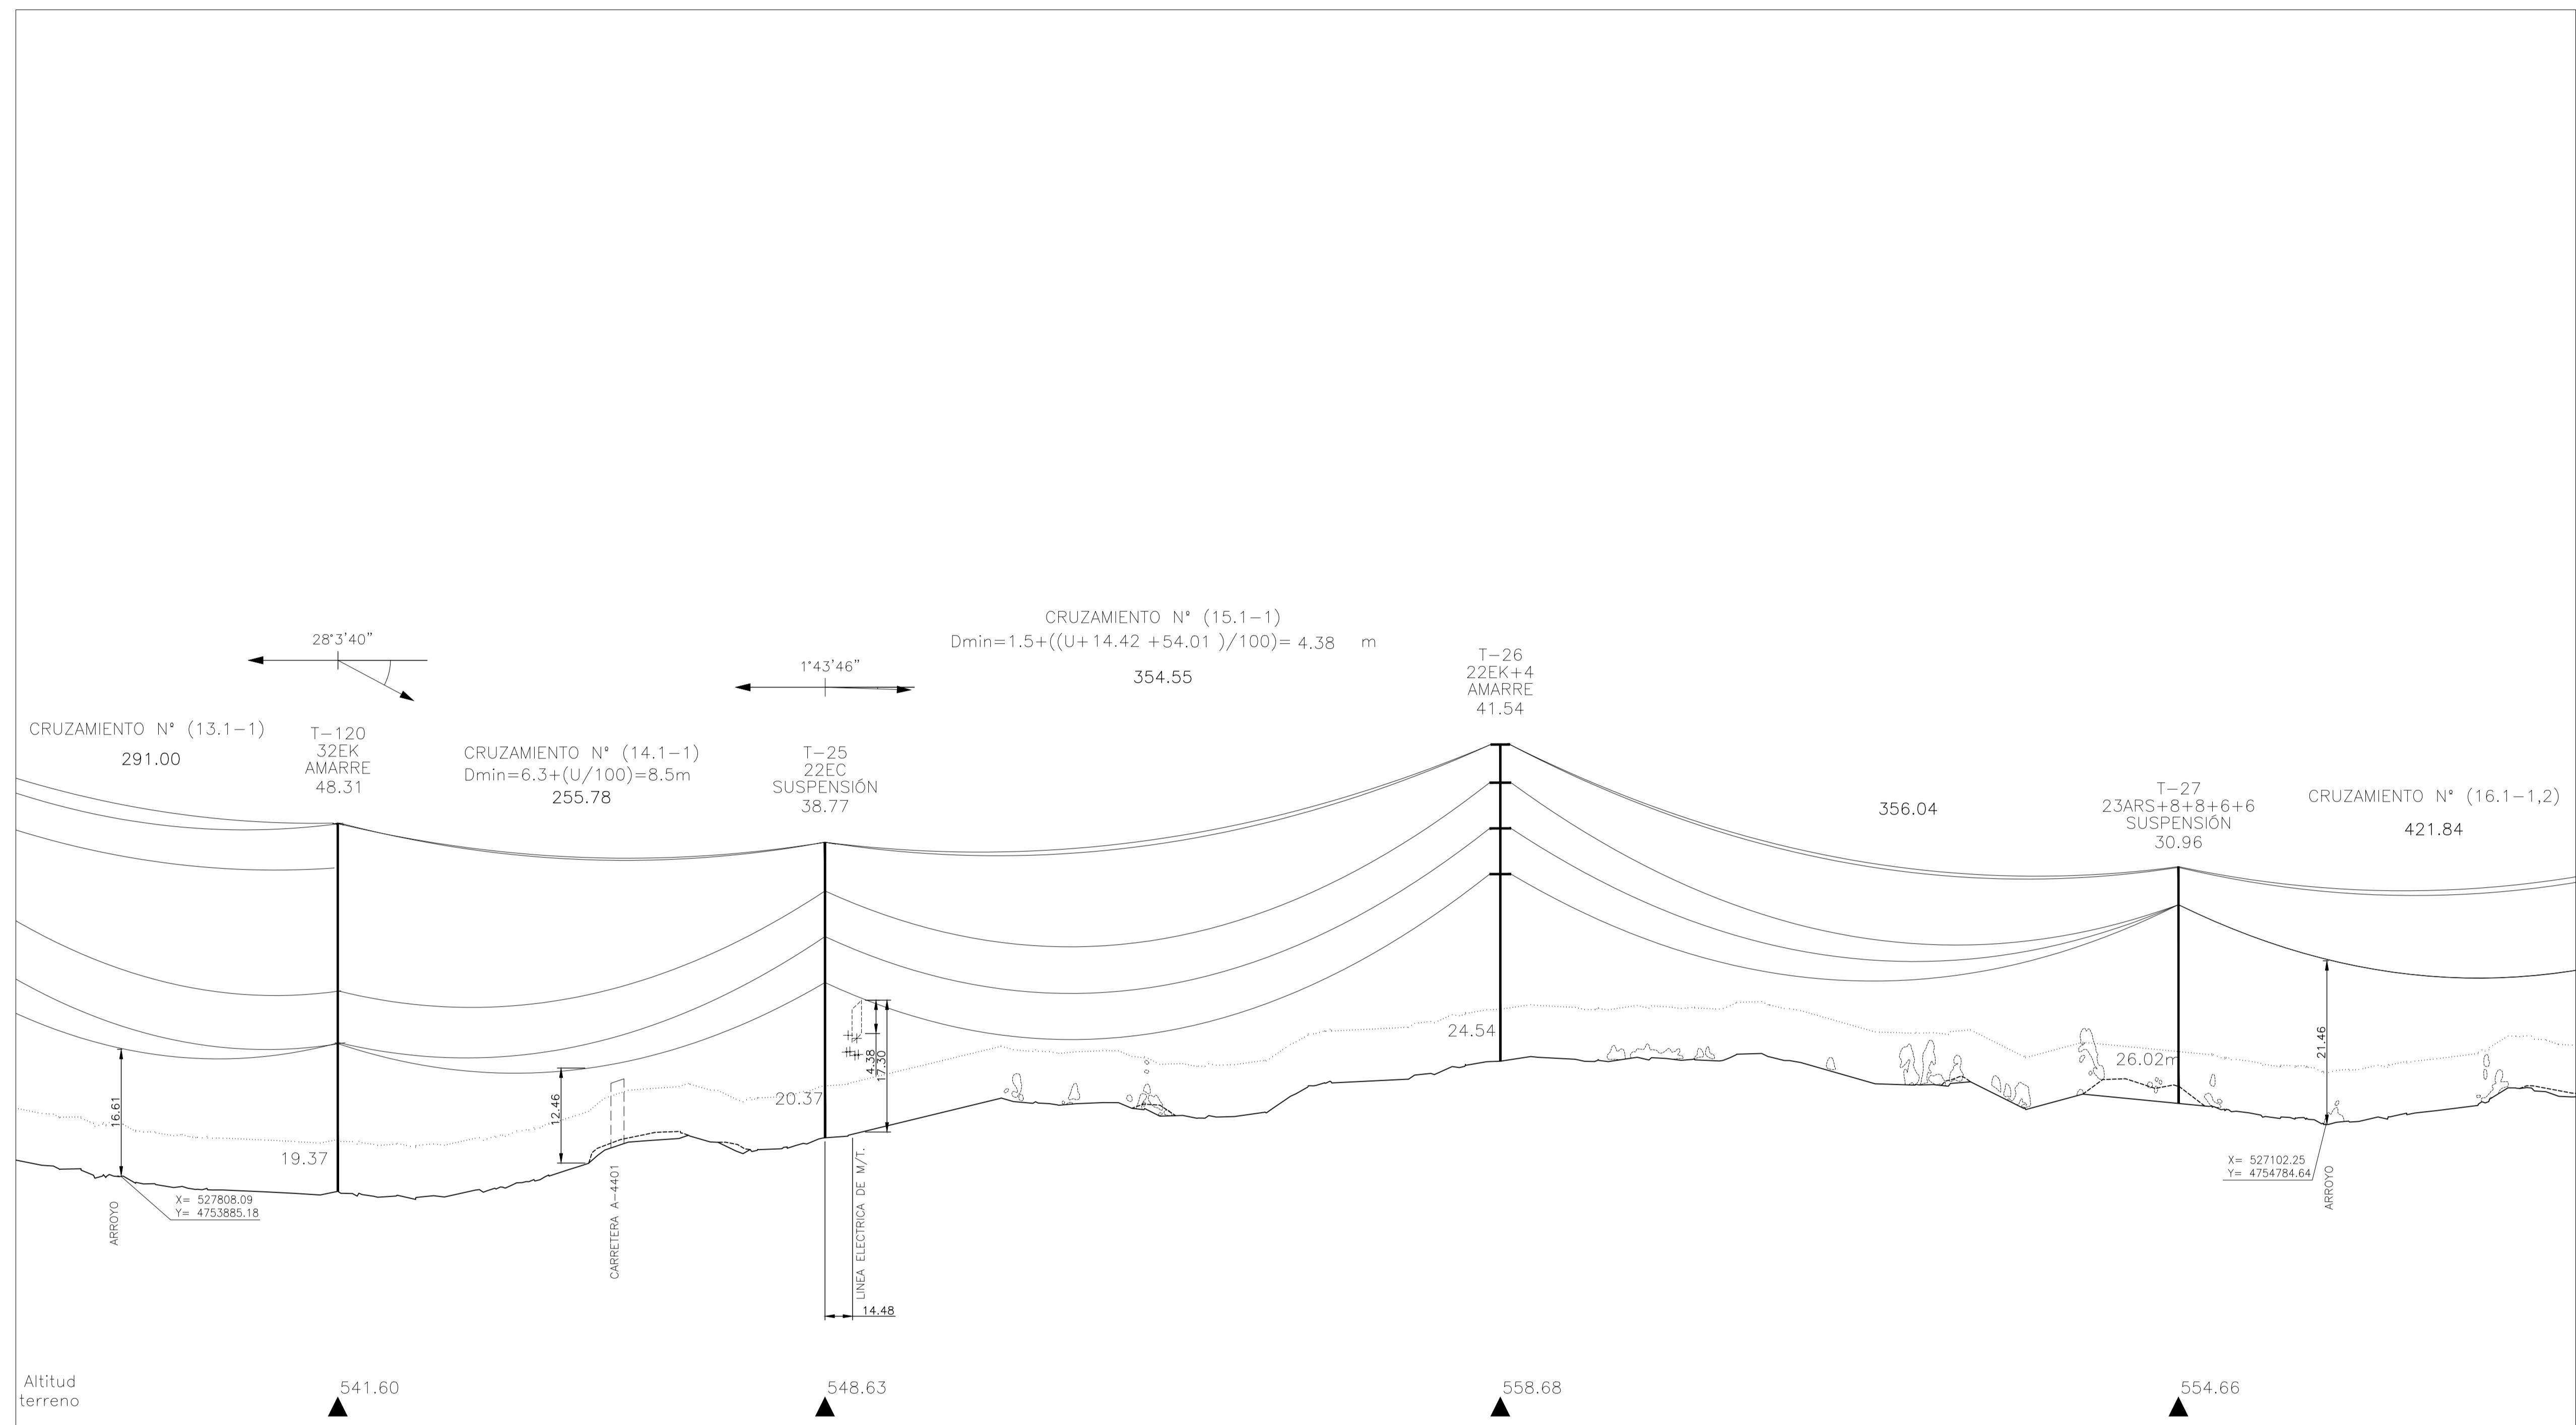 CRUZAMIENTO Nº (15.1-1)
Dmin=1.5+((U+14.42 +54.01 )/100)= 4.38 m
354.55
28°3'40"
1°43'46"
T-26
22EK+4
AMARRE
41.54
CRUZAMIENTO Nº (13.1-1)
291.00
T-120
32EK
AMARRE
48.31
CRUZAMIENTO Nº (14.1-1)
Dmin=6.3+(U/100)=8.5m
255.78
T-25
22EC
SUSPENSIÓN
38.77
356.04
T-27
23ARS+8+8+6+6
SUSPENSIÓN
30.96
CRUZAMIENTO Nº (16.1-1,2)
421.84
16.61
19.37
12.46
20.37
4.38
17.30
24.54
26.02m
21.46
X= 527808.09
Y= 4753885.18
ARROYO
CARRETERA A-4401
LINEA ELECTRICA DE M/T.
14.48
X= 527102.25
Y= 4754784.64
ARROYO
Altitud
terreno
541.60
548.63
558.68
554.66